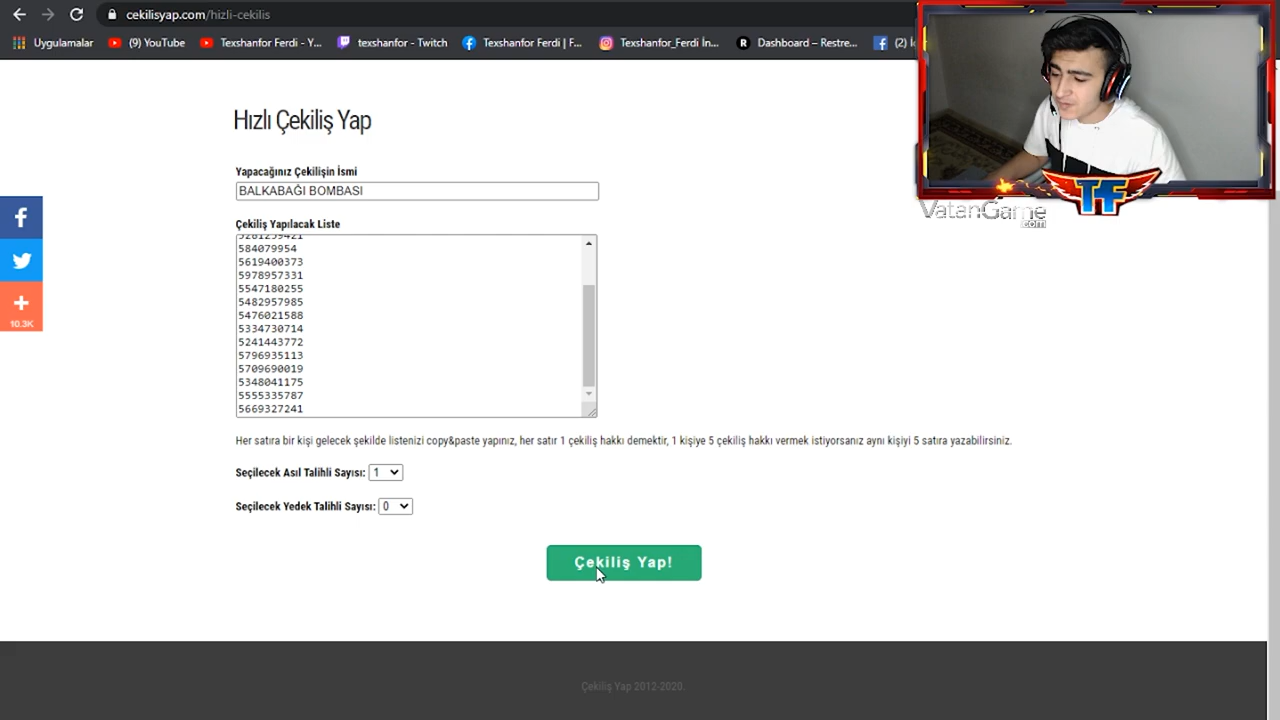 cekilisyap.com/hizli-cekilis
Uygulamalar (9) YouTube Texshanfor Ferdi - Y... texshanfor - Twitch Texshanfor Ferdi | F... Texshanfor_Ferdi İn... Dashboard – Restre...
Hızlı Çekiliş Yap
Yapacağınız Çekilişin İsmi
BALKABAĞI BOMBASI
Çekiliş Yapılacak Liste
584079954
5619400373
5978957331
5547180255
5482957985
5476021588
5334730714
5241443772
5796935113
5709690019
5348041175
5555335787
5669327241
Her satıra bir kişi gelecek şekilde listenizi copy&paste yapınız, her satır 1 çekiliş hakkı demektir, 1 kişiye 5 çekiliş hakkı vermek istiyorsanız aynı kişiyi 5 satıra yazabilirsiniz.
Seçilecek Asıl Talihli Sayısı: 1
Seçilecek Yedek Talihli Sayısı: 0
Çekiliş Yap!
Çekiliş Yap 2012-2020.
10.3K
TF
VatanGame
.com